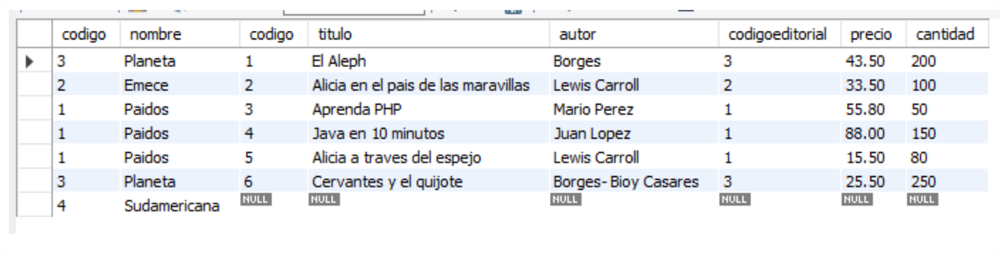 codigo nombre codigo titulo autor codigoeditorial precio cantidad
3 Planeta 1 El Aleph Borges 3 43.50 200
2 Emece 2 Alicia en el pais de las maravillas Lewis Carroll 2 33.50 100
1 Paidos 3 Aprenda PHP Mario Perez 1 55.80 50
1 Paidos 4 Java en 10 minutos Juan Lopez 1 88.00 150
1 Paidos 5 Alicia a traves del espejo Lewis Carroll 1 15.50 80
3 Planeta 6 Cervantes y el quijote Borges- Bioy Casares 3 25.50 250
4 Sudamericana NULL NULL NULL NULL NULL NULL